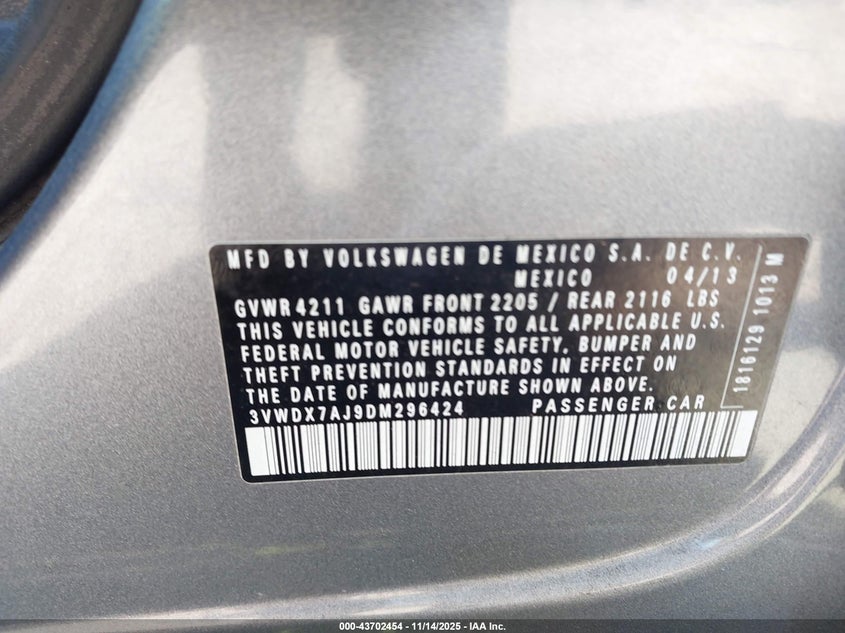 MFD BY VOLKSWAGEN DE MEXICO S.A. DE C.V.
MEXICO 04/13
GVWR 4211 GAWR FRONT 2205 / REAR 2116 LBS
THIS VEHICLE CONFORMS TO ALL APPLICABLE U.S.
FEDERAL MOTOR VEHICLE SAFETY, BUMPER AND
THEFT PREVENTION STANDARDS IN EFFECT ON
THE DATE OF MANUFACTURE SHOWN ABOVE.
3VWDX7AJ9DM296424 PASSENGER CAR
1816129 1013 M
000-43702454 | 11/14/2025 | IAA Inc.